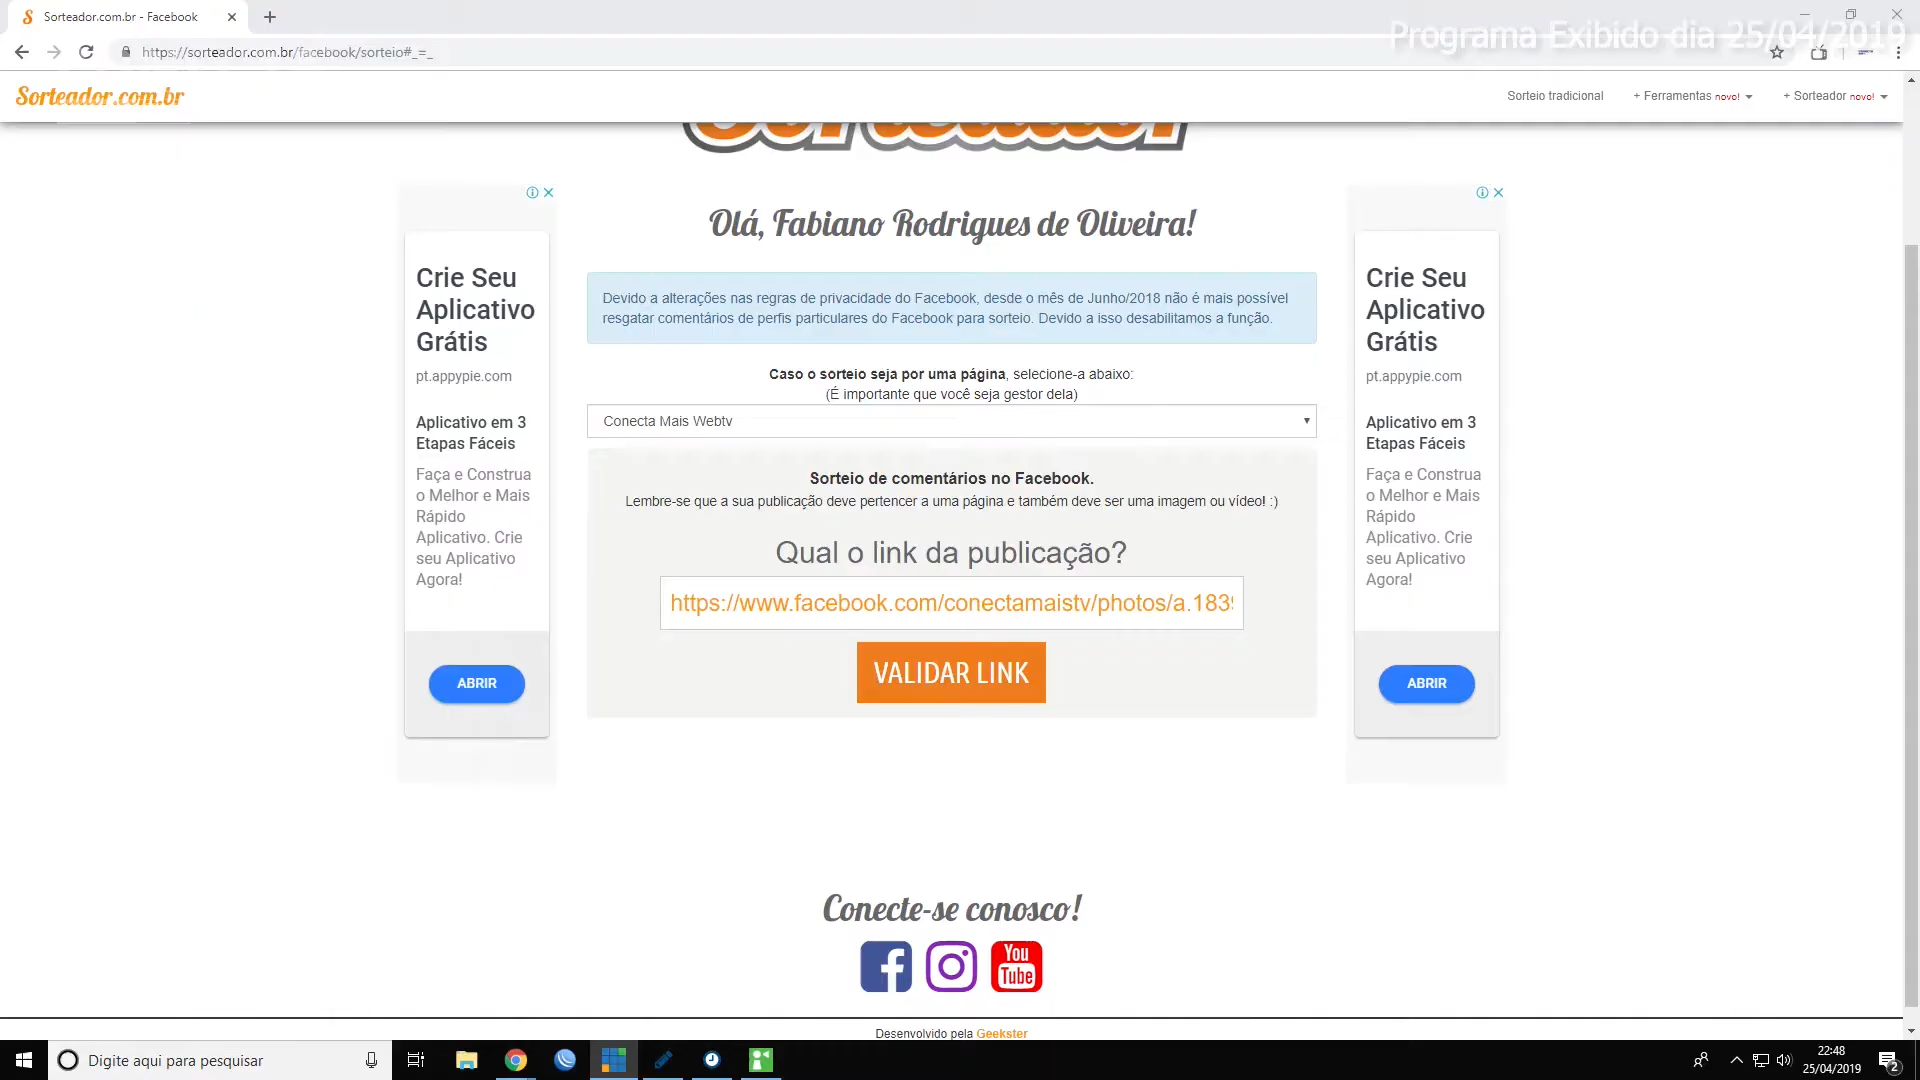 Sorteador.com.br - Facebook
Programa Exibido dia 25/04/2019
https://sorteador.com.br/facebook/sorteio#_=_
Sorteador.com.br
Sorteio tradicional
+ Ferramentas novo!
+ Sorteador novo!
Sorteador
Olá, Fabiano Rodrigues de Oliveira!
Devido a alterações nas regras de privacidade do Facebook, desde o mês de Junho/2018 não é mais possível
resgatar comentários de perfis particulares do Facebook para sorteio. Devido a isso desabilitamos a função.
Caso o sorteio seja por uma página, selecione-a abaixo:
(É importante que você seja gestor dela)
Conecta Mais Webtv
Sorteio de comentários no Facebook.
Lembre-se que a sua publicação deve pertencer a uma página e também deve ser uma imagem ou vídeo! :)
Qual o link da publicação?
https://www.facebook.com/conectamaistv/photos/a.183
VALIDAR LINK
Crie Seu
Aplicativo
Grátis
pt.appypie.com
Aplicativo em 3
Etapas Fáceis
Faça e Construa
o Melhor e Mais
Rápido
Aplicativo. Crie
seu Aplicativo
Agora!
ABRIR
Crie Seu
Aplicativo
Grátis
pt.appypie.com
Aplicativo em 3
Etapas Fáceis
Faça e Construa
o Melhor e Mais
Rápido
Aplicativo. Crie
seu Aplicativo
Agora!
ABRIR
Conecte-se conosco!
You
Tube
Desenvolvido pela Geekster
Digite aqui para pesquisar
22:48
25/04/2019
2